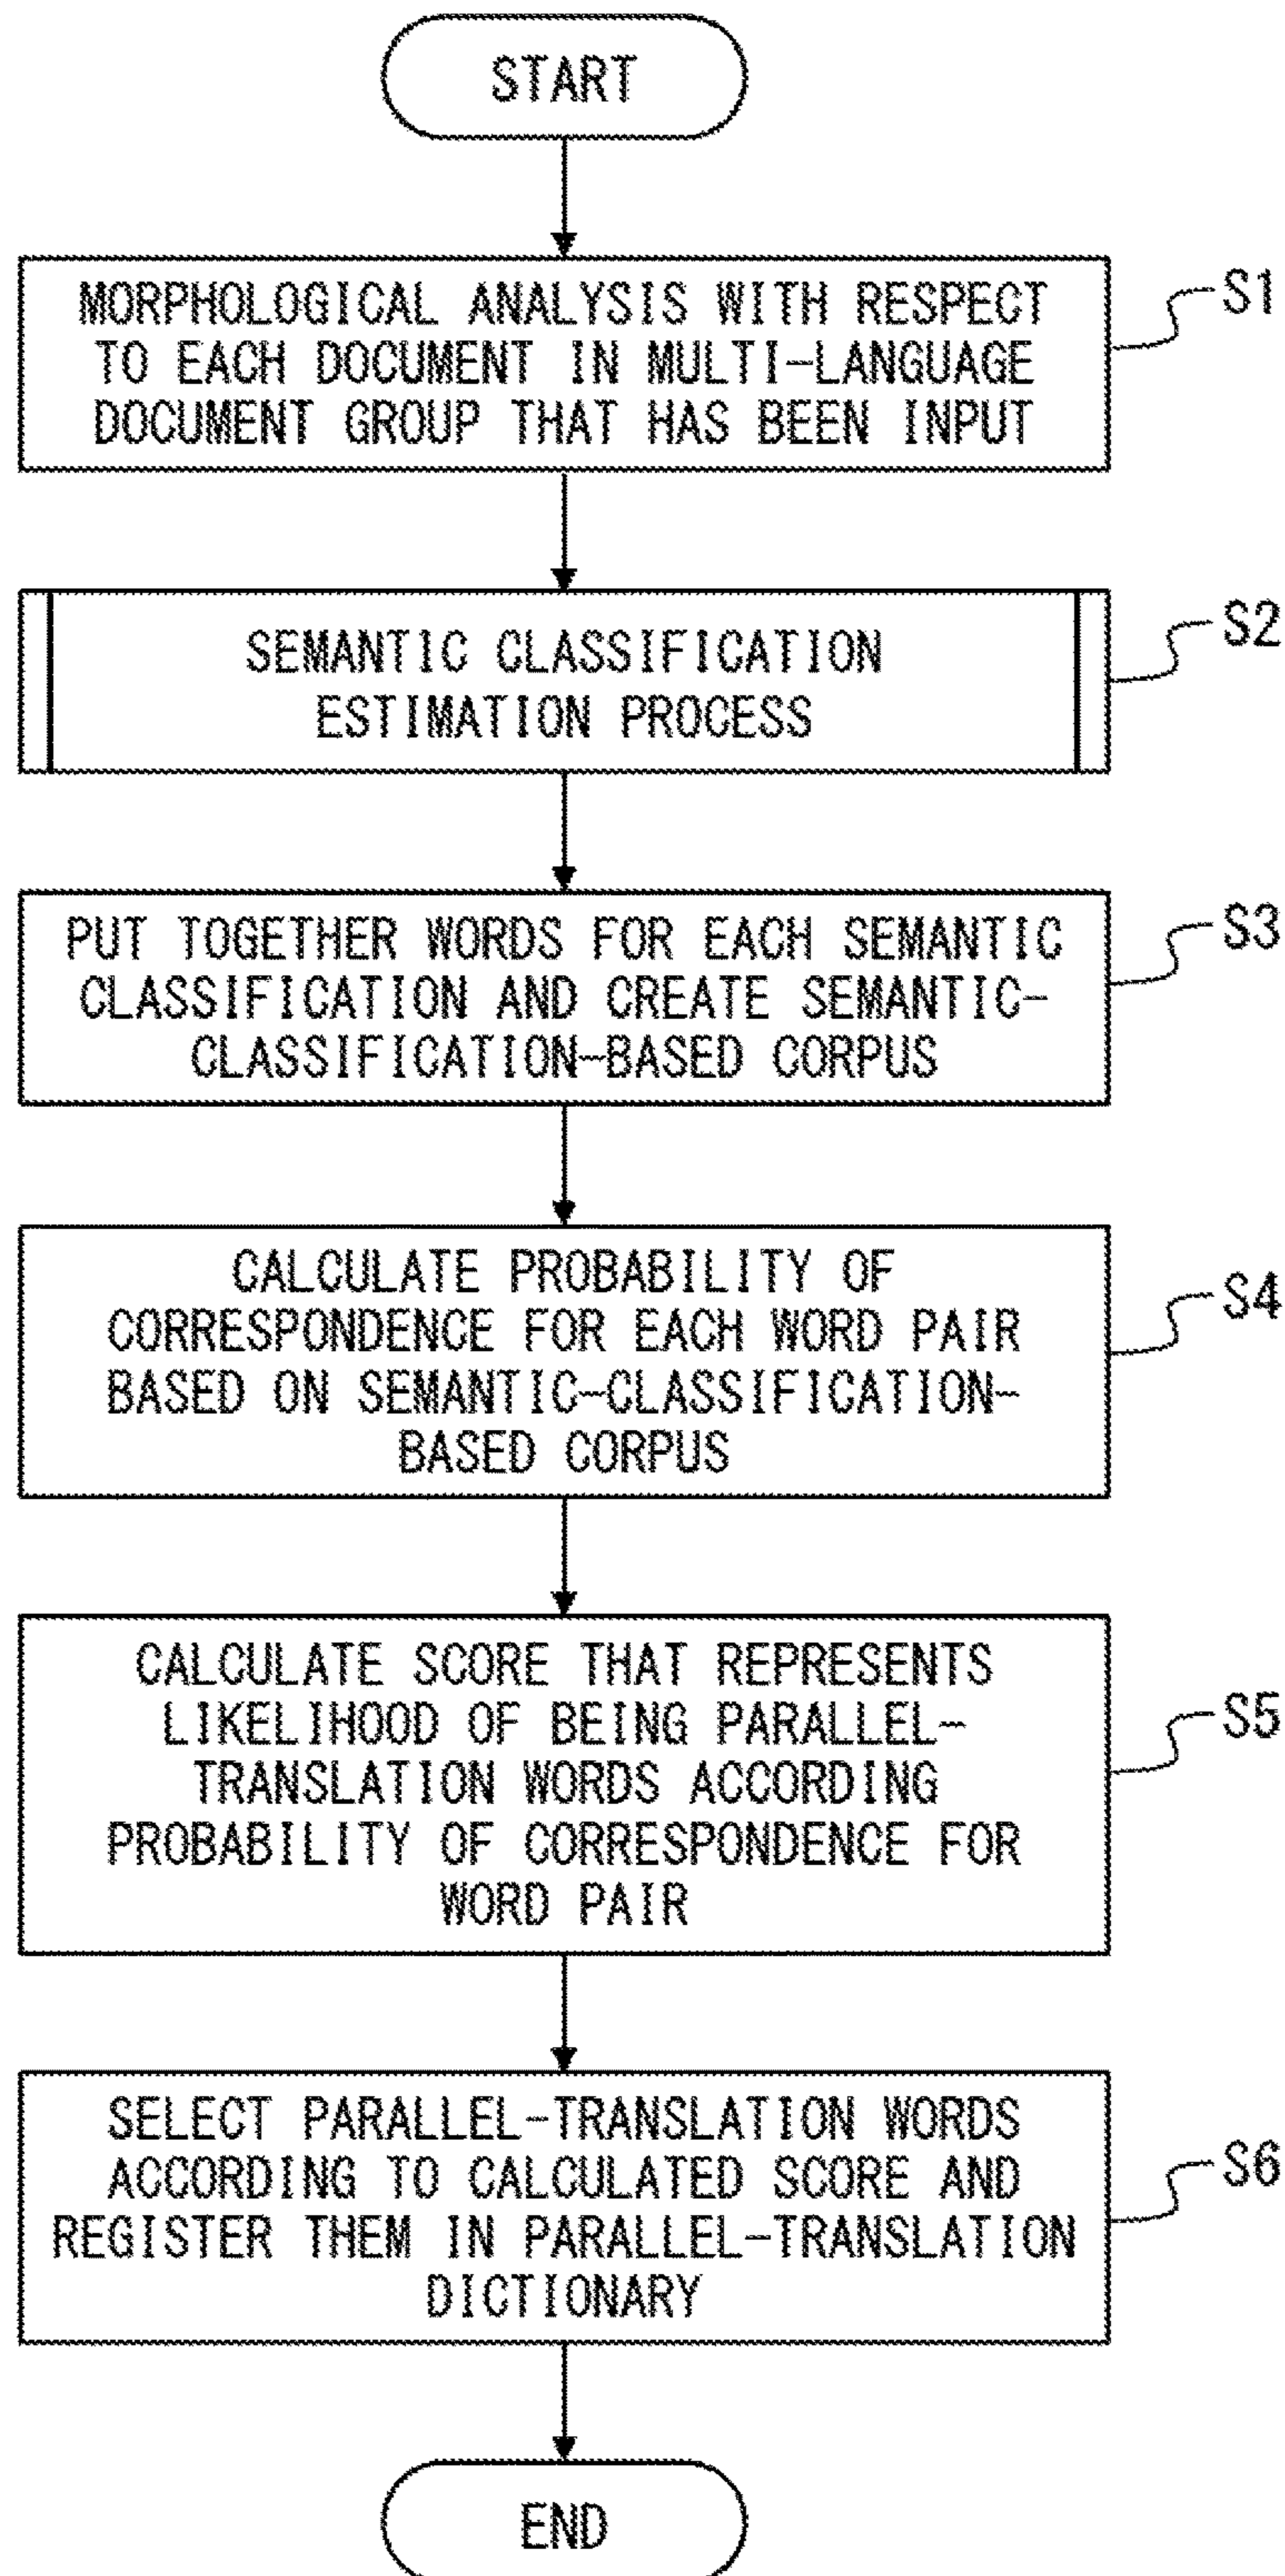 START
MORPHOLOGICAL ANALYSIS WITH RESPECT
TO EACH DOCUMENT IN MULTI-LANGUAGE
DOCUMENT GROUP THAT HAS BEEN INPUT
S1
SEMANTIC CLASSIFICATION
ESTIMATION PROCESS
S2
PUT TOGETHER WORDS FOR EACH SEMANTIC
CLASSIFICATION AND CREATE SEMANTIC-
CLASSIFICATION-BASED CORPUS
S3
CALCULATE PROBABILITY OF
CORRESPONDENCE FOR EACH WORD PAIR
BASED ON SEMANTIC-CLASSIFICATION-
BASED CORPUS
S4
CALCULATE SCORE THAT REPRESENTS
LIKELIHOOD OF BEING PARALLEL-
TRANSLATION WORDS ACCORDING
PROBABILITY OF CORRESPONDENCE FOR
WORD PAIR
S5
SELECT PARALLEL-TRANSLATION WORDS
ACCORDING TO CALCULATED SCORE AND
REGISTER THEM IN PARALLEL-TRANSLATION
DICTIONARY
S6
END